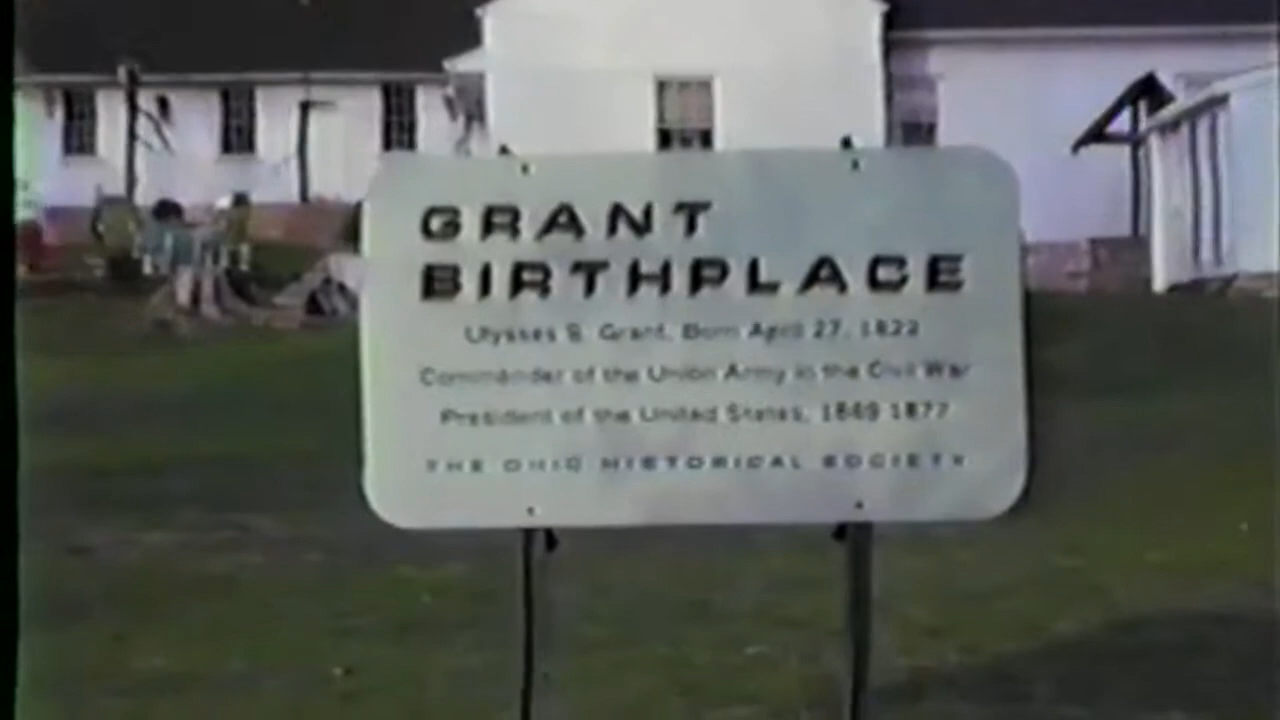 GRANT
BIRTHPLACE
Ulysses S. Grant, Born April 27, 1822
Commander of the Union Army in the Civil War
President of the United States, 1869 1877
THE OHIO HISTORICAL SOCIETY